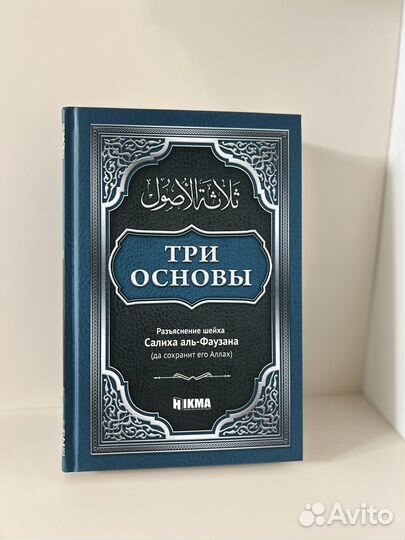 ثلاثة الأصول
ТРИ
ОСНОВЫ
Разъяснение шейха
Салиха аль-Фаузана
(да сохранит его Аллах)
HIKMA
Avito